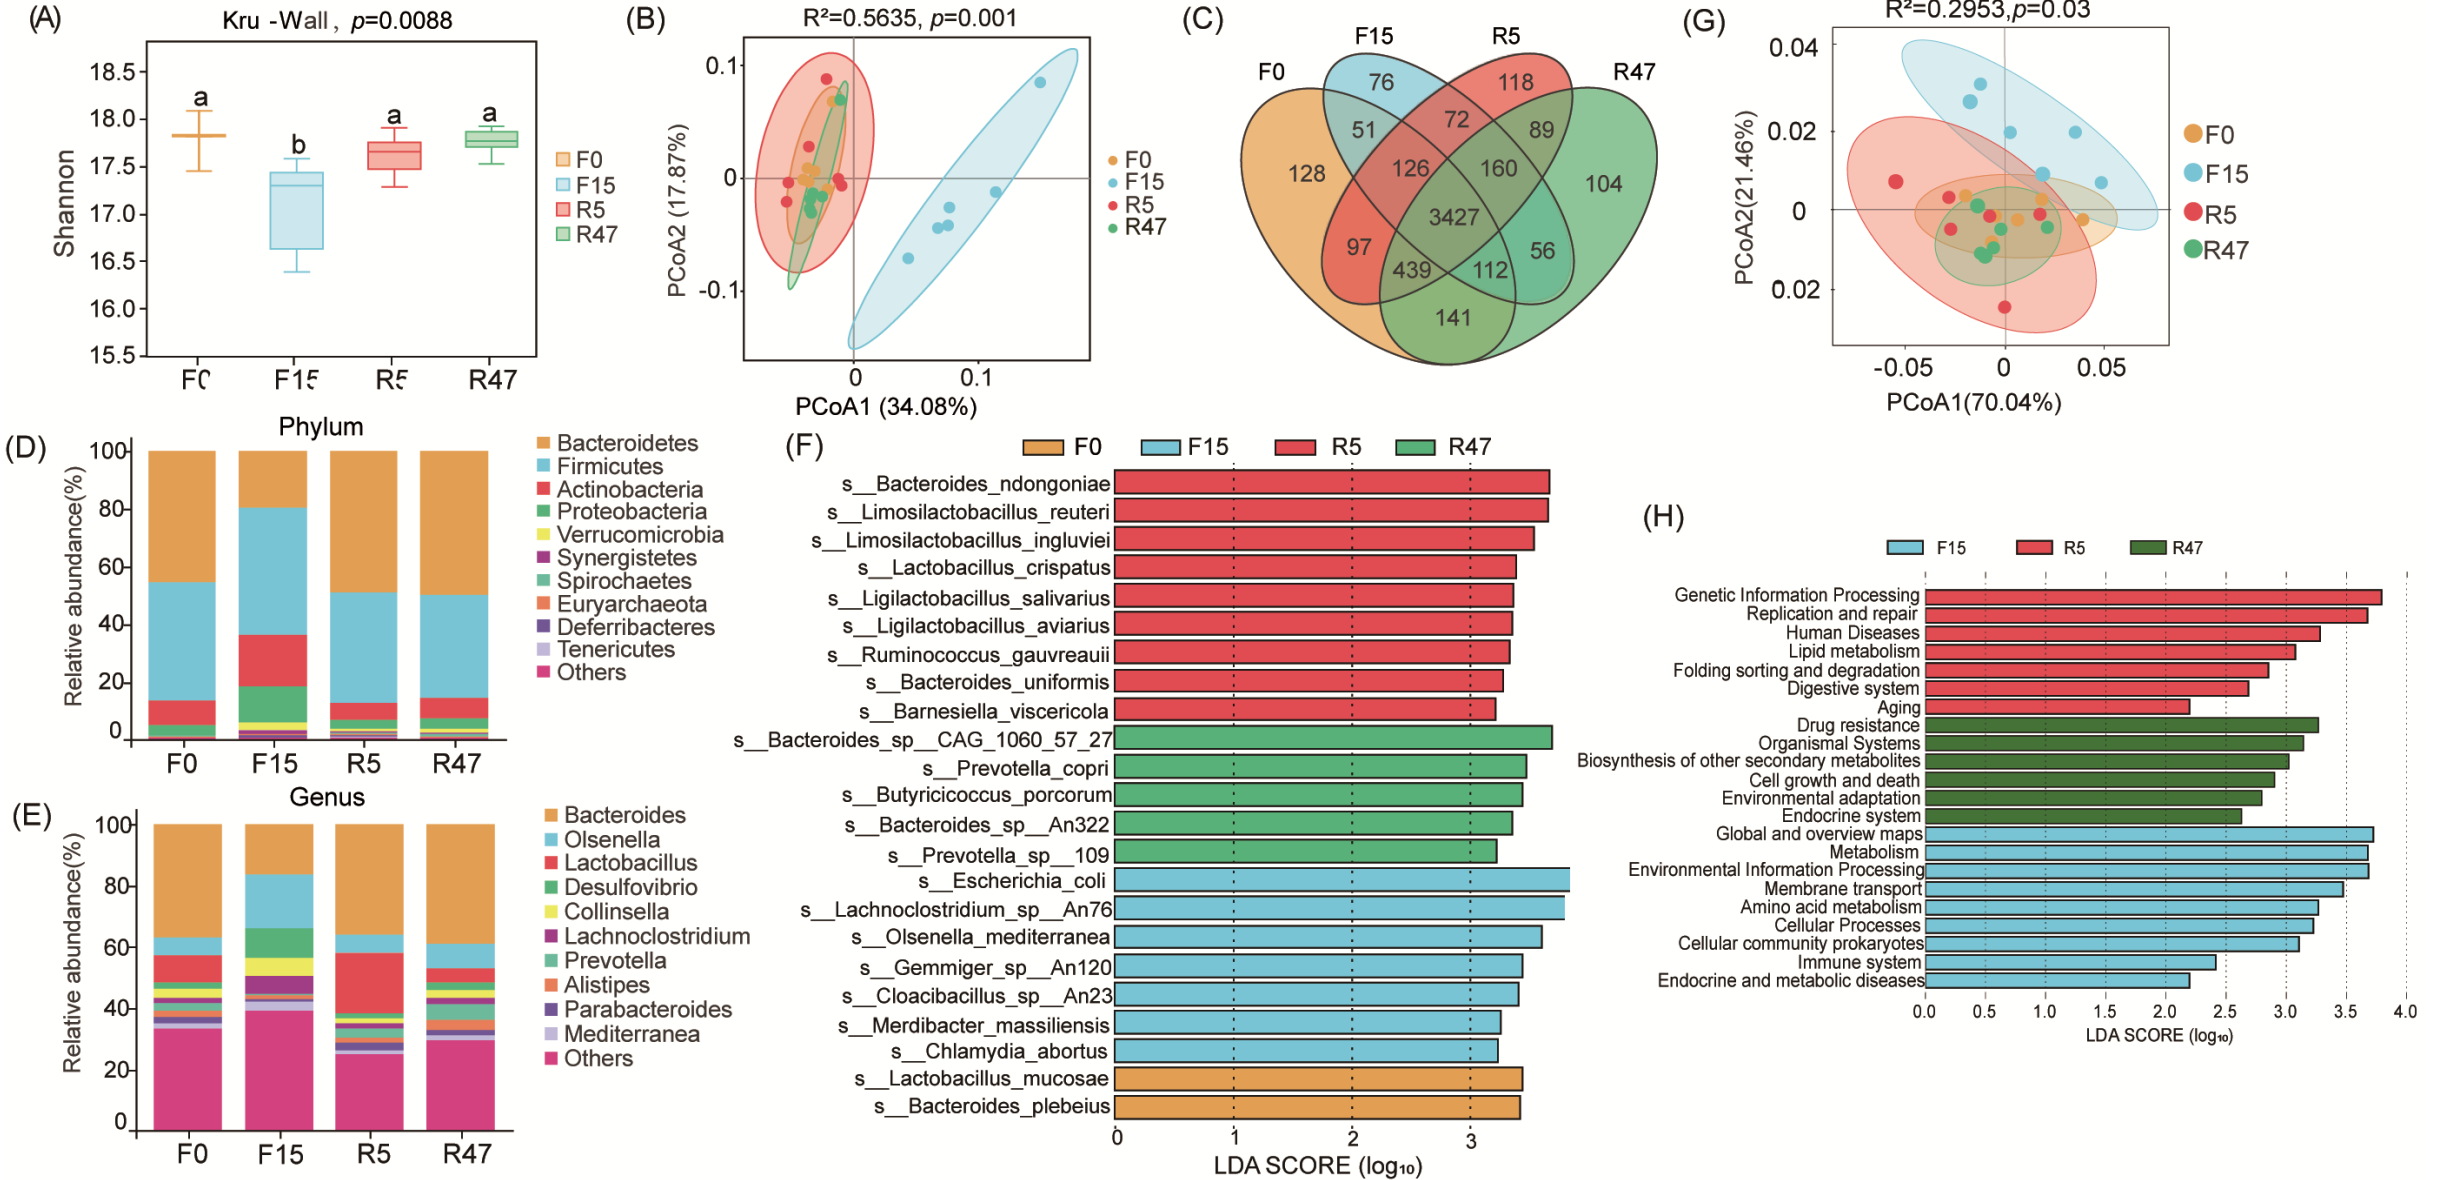 (A)
Kru -Wall, p=0.0088
Shannon
18.5
18.0
17.5
17.0
16.5
16.0
15.5
a
b
a
a
F0
F15
R5
R47
F0
F15
R5
R47
(B)
R²=0.5635, p=0.001
PCoA2 (17.87%)
0.1
0
-0.1
0
0.1
PCoA1 (34.08%)
F0
F15
R5
R47
(C)
F0
F15
R5
R47
76
118
51
72
89
128
126
160
104
3427
97
439
112
56
141
(G)
R²=0.2953,p=0.03
PCoA2(21.46%)
0.04
0.02
0
0.02
-0.05
0
0.05
PCoA1(70.04%)
F0
F15
R5
R47
(D)
Phylum
Relative abundance(%)
100
80
60
40
20
0
F0
F15
R5
R47
Bacteroidetes
Firmicutes
Actinobacteria
Proteobacteria
Verrucomicrobia
Synergistetes
Spirochaetes
Euryarchaeota
Deferribacteres
Tenericutes
Others
(E)
Genus
Relative abundance(%)
100
80
60
40
20
0
F0
F15
R5
R47
Bacteroides
Olsenella
Lactobacillus
Desulfovibrio
Collinsella
Lachnoclostridium
Prevotella
Alistipes
Parabacteroides
Mediterranea
Others
(F)
F0
F15
R5
R47
s__Bacteroides_ndongoniae
s__Limosilactobacillus_reuteri
s__Limosilactobacillus_ingluviei
s__Lactobacillus_crispatus
s__Ligilactobacillus_salivarius
s__Ligilactobacillus_aviarius
s__Ruminococcus_gauvreauii
s__Bacteroides_uniformis
s__Barnesiella_viscericola
s__Bacteroides_sp__CAG_1060_57_27
s__Prevotella_copri
s__Butyricicoccus_porcorum
s__Bacteroides_sp__An322
s__Prevotella_sp__109
s__Escherichia_coli
s__Lachnoclostridium_sp__An76
s__Olsenella_mediterranea
s__Gemmiger_sp__An120
s__Cloacibacillus_sp__An23
s__Merdibacter_massiliensis
s__Chlamydia_abortus
s__Lactobacillus_mucosae
s__Bacteroides_plebeius
0
1
2
3
LDA SCORE (log₁₀)
(H)
F15
R5
R47
Genetic Information Processing
Replication and repair
Human Diseases
Lipid metabolism
Folding sorting and degradation
Digestive system
Aging
Drug resistance
Organismal Systems
Biosynthesis of other secondary metabolites
Cell growth and death
Environmental adaptation
Endocrine system
Global and overview maps
Metabolism
Environmental Information Processing
Membrane transport
Amino acid metabolism
Cellular Processes
Cellular community prokaryotes
Immune system
Endocrine and metabolic diseases
0.0
0.5
1.0
1.5
2.0
2.5
3.0
3.5
4.0
LDA SCORE (log₁₀)